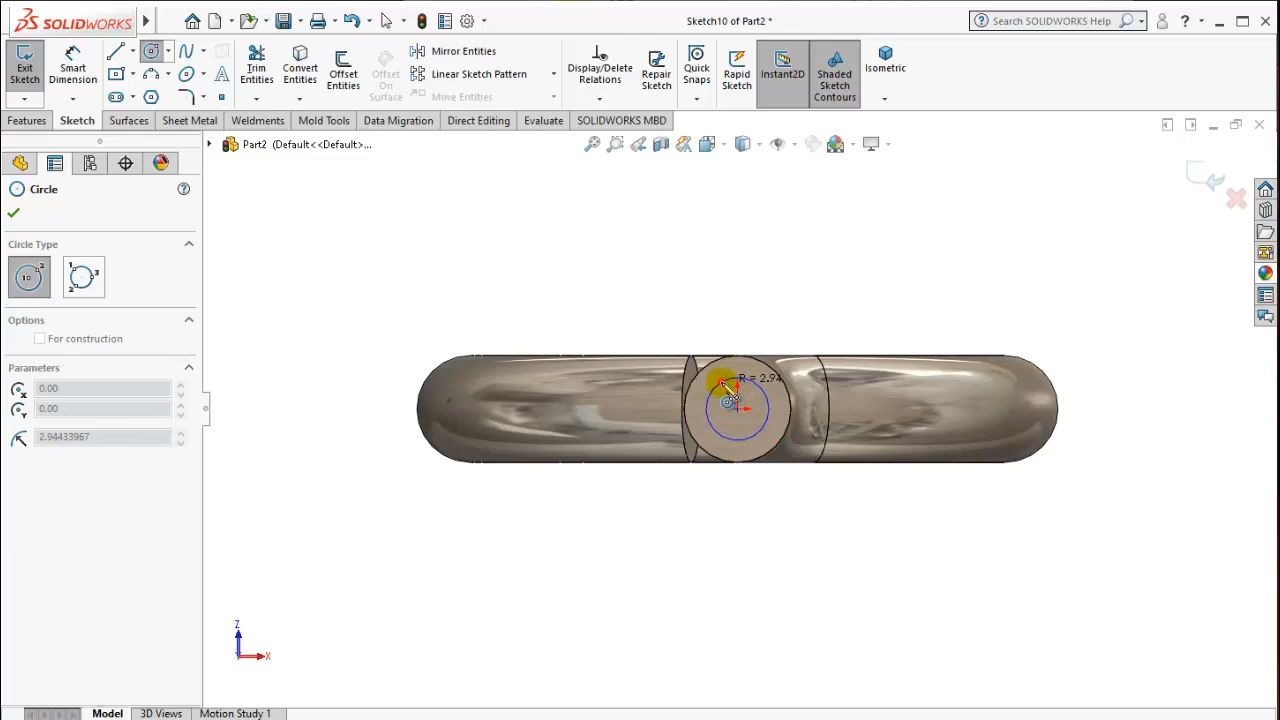 SOLIDWORKS
Sketch10 of Part2 *
Search SOLIDWORKS Help
?
Exit Sketch
Smart Dimension
Trim Entities
Convert Entities
Offset Entities
Offset On Surface
Mirror Entities
Linear Sketch Pattern
Move Entities
Display/Delete Relations
Repair Sketch
Quick Snaps
Rapid Sketch
Instant2D
Shaded Sketch Contours
Isometric
Features
Sketch
Surfaces
Sheet Metal
Weldments
Mold Tools
Data Migration
Direct Editing
Evaluate
SOLIDWORKS MBD
Part2 (Default<<Default>...
Circle
?
Circle Type
Options
For construction
Parameters
0.00
0.00
2.94433967
R = 2.94
Z
X
Model
3D Views
Motion Study 1